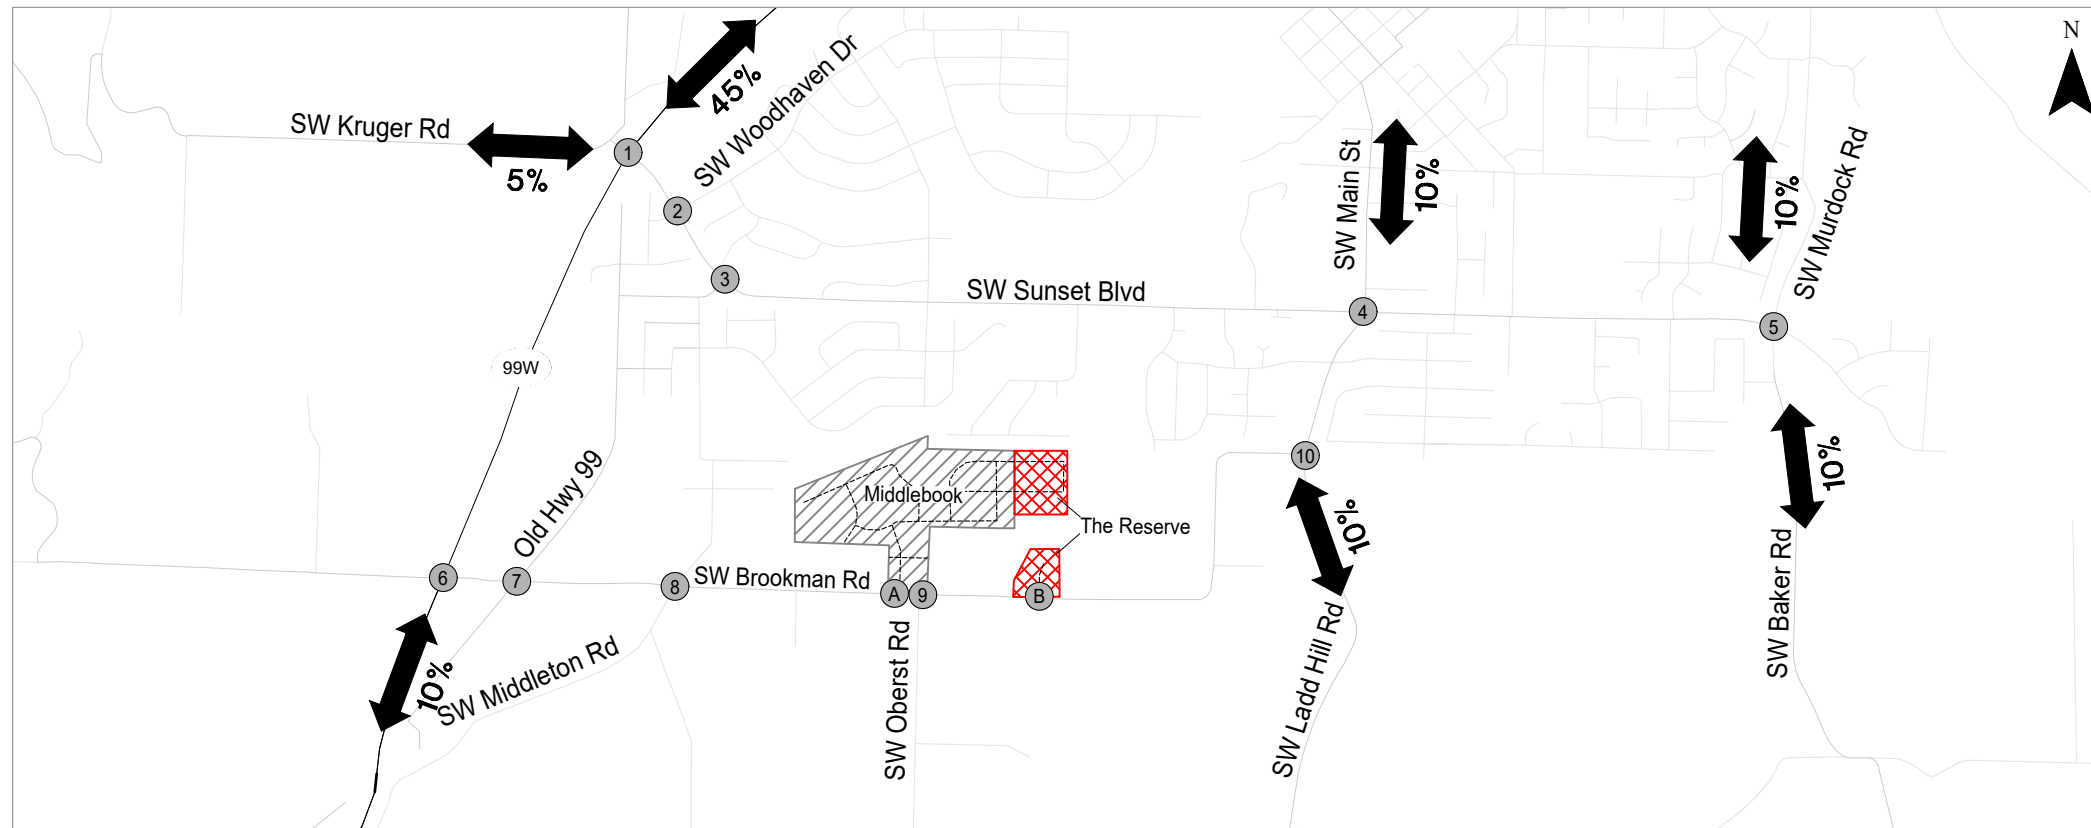 N
45%
SW Woodhaven Dr
SW Kruger Rd
5%
1
2
3
SW Main St
10%
10%
SW Murdock Rd
SW Sunset Blvd
4
5
99W
Old Hwy 99
10
10%
10%
Middlebook
The Reserve
6
7
8
SW Brookman Rd
A
9
B
10%
SW Middleton Rd
SW Oberst Rd
SW Ladd Hill Rd
SW Baker Rd